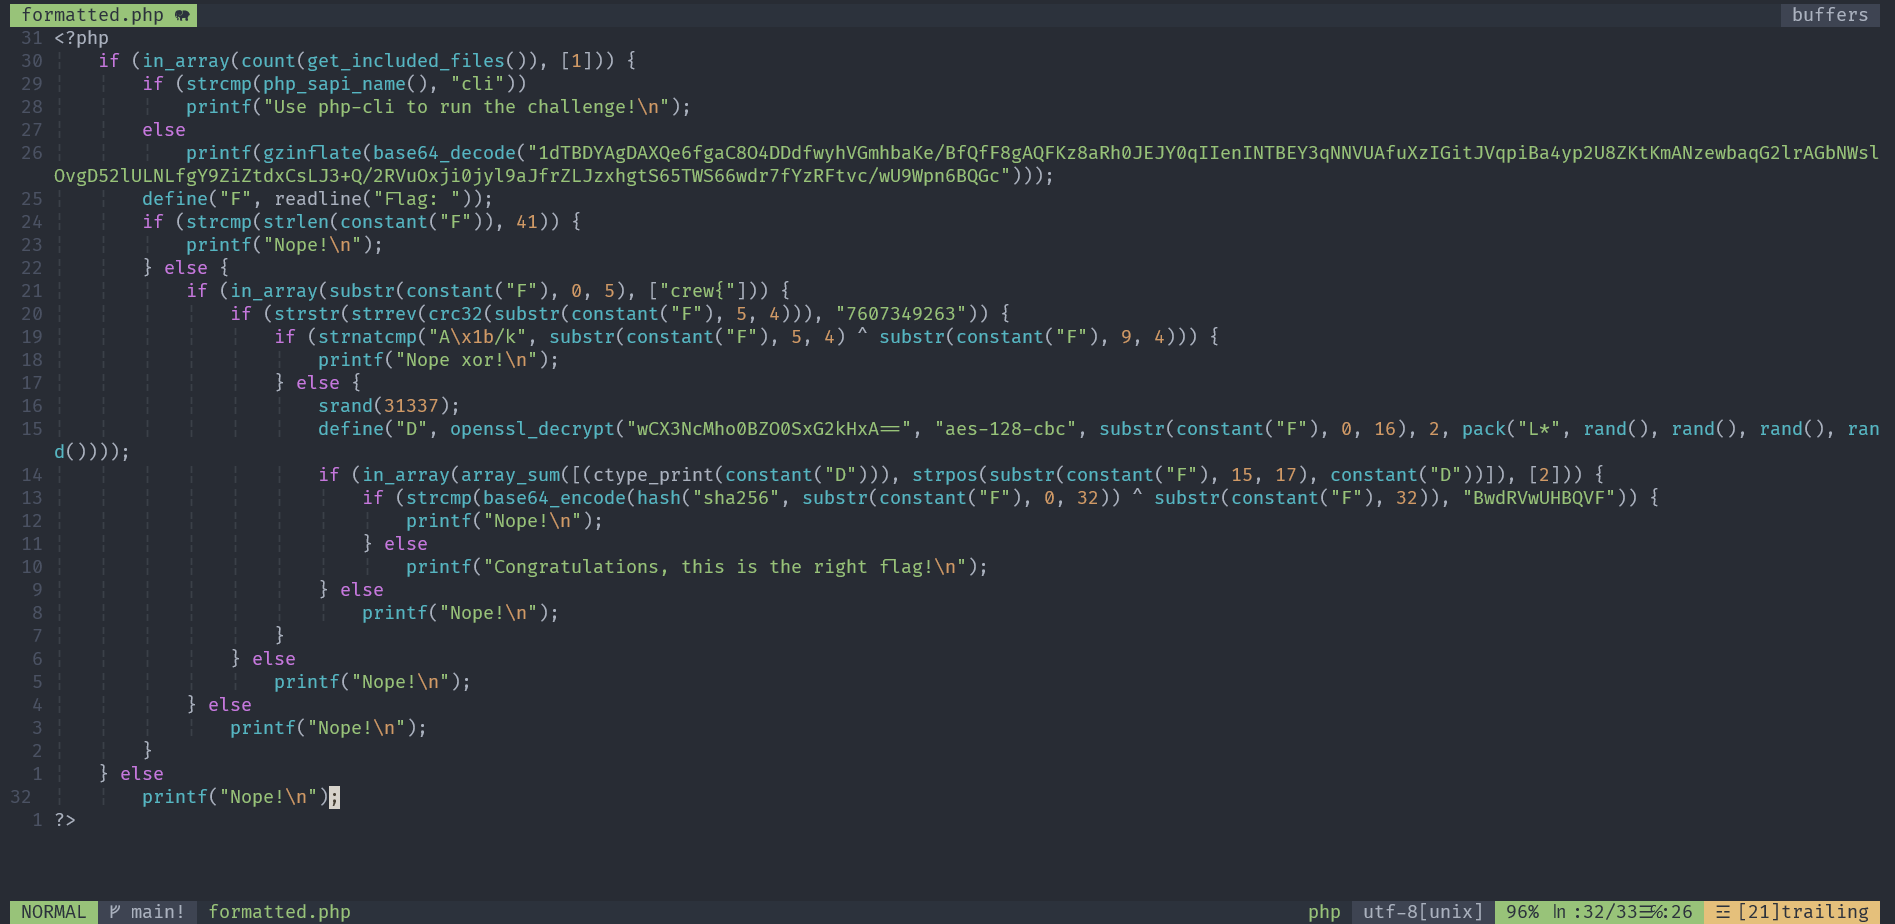 formatted.php buffers
31 <?php
30 if (in_array(count(get_included_files()), [1])) {
29 if (strcmp(php_sapi_name(), "cli"))
28 printf("Use php-cli to run the challenge!\n");
27 else
26 printf(gzinflate(base64_decode("1dTBDYAgDAXQe6fgaC8O4DDdfwyhVGmhbaKe/BfQfF8gAQFKz8aRh0JEJY0qIIenINTBEY3qNNVUAfuXzIGitJVqpiBa4yp2U8ZKtKmANzewbaqG2lrAGbNWsl
OvgD52lULNLfgY9ZiZtdxCsLJ3+Q/2RVuOxji0jyl9aJfrZLJzxhgtS65TWS66wdr7fYzRFtvc/wU9Wpn6BQGc")));
25 define("F", readline("Flag: "));
24 if (strcmp(strlen(constant("F")), 41)) {
23 printf("Nope!\n");
22 } else {
21 if (in_array(substr(constant("F"), 0, 5), ["crew{"])) {
20 if (strstr(strrev(crc32(substr(constant("F"), 5, 4))), "7607349263")) {
19 if (strnatcmp("A\x1b/k", substr(constant("F"), 5, 4) ^ substr(constant("F"), 9, 4))) {
18 printf("Nope xor!\n");
17 } else {
16 srand(31337);
15 define("D", openssl_decrypt("wCX3NcMho0BZO0SxG2kHxA==", "aes-128-cbc", substr(constant("F"), 0, 16), 2, pack("L*", rand(), rand(), rand(), ran
d())));
14 if (in_array(array_sum([(ctype_print(constant("D"))), strpos(substr(constant("F"), 15, 17), constant("D"))]), [2])) {
13 if (strcmp(base64_encode(hash("sha256", substr(constant("F"), 0, 32)) ^ substr(constant("F"), 32)), "BwdRVwUHBQVF")) {
12 printf("Nope!\n");
11 } else
10 printf("Congratulations, this is the right flag!\n");
9 } else
8 printf("Nope!\n");
7 }
6 } else
5 printf("Nope!\n");
4 } else
3 printf("Nope!\n");
2 }
1 } else
32 printf("Nope!\n");
1 ?>
NORMAL main! formatted.php php utf-8[unix] 96% ln :32/33 :26 [21]trailing